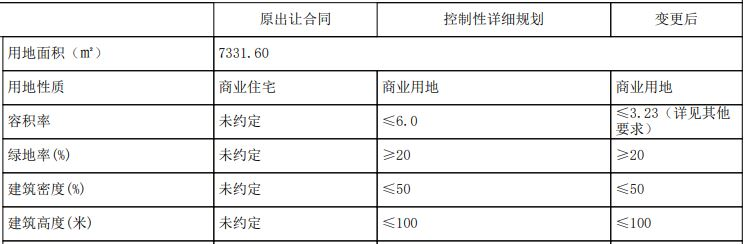 原出让合同 控制性详细规划 变更后
用地面积（㎡） 7331.60
用地性质 商业住宅 商业用地 商业用地
容积率 未约定 ≤6.0 ≤3.23（详见其他
要求）
绿地率(%) 未约定 ≥20 ≥20
建筑密度(%) 未约定 ≤50 ≤50
建筑高度(米) 未约定 ≤100 ≤100